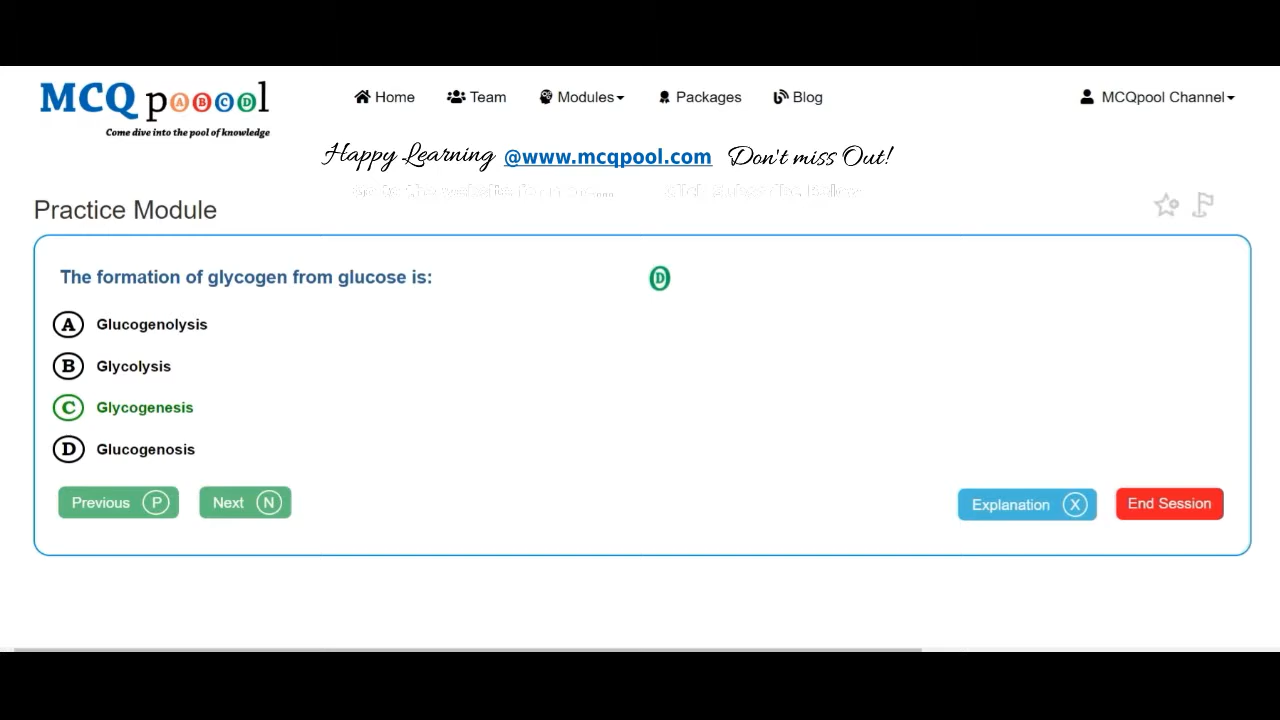 MCQ pooool
Come dive into the pool of knowledge
Home Team Modules Packages Blog MCQpool Channel
Happy Learning @www.mcqpool.com Don't miss Out!
Practice Module
The formation of glycogen from glucose is: D
A Glucogenolysis
B Glycolysis
C Glycogenesis
D Glucogenosis
Previous P Next N Explanation X End Session